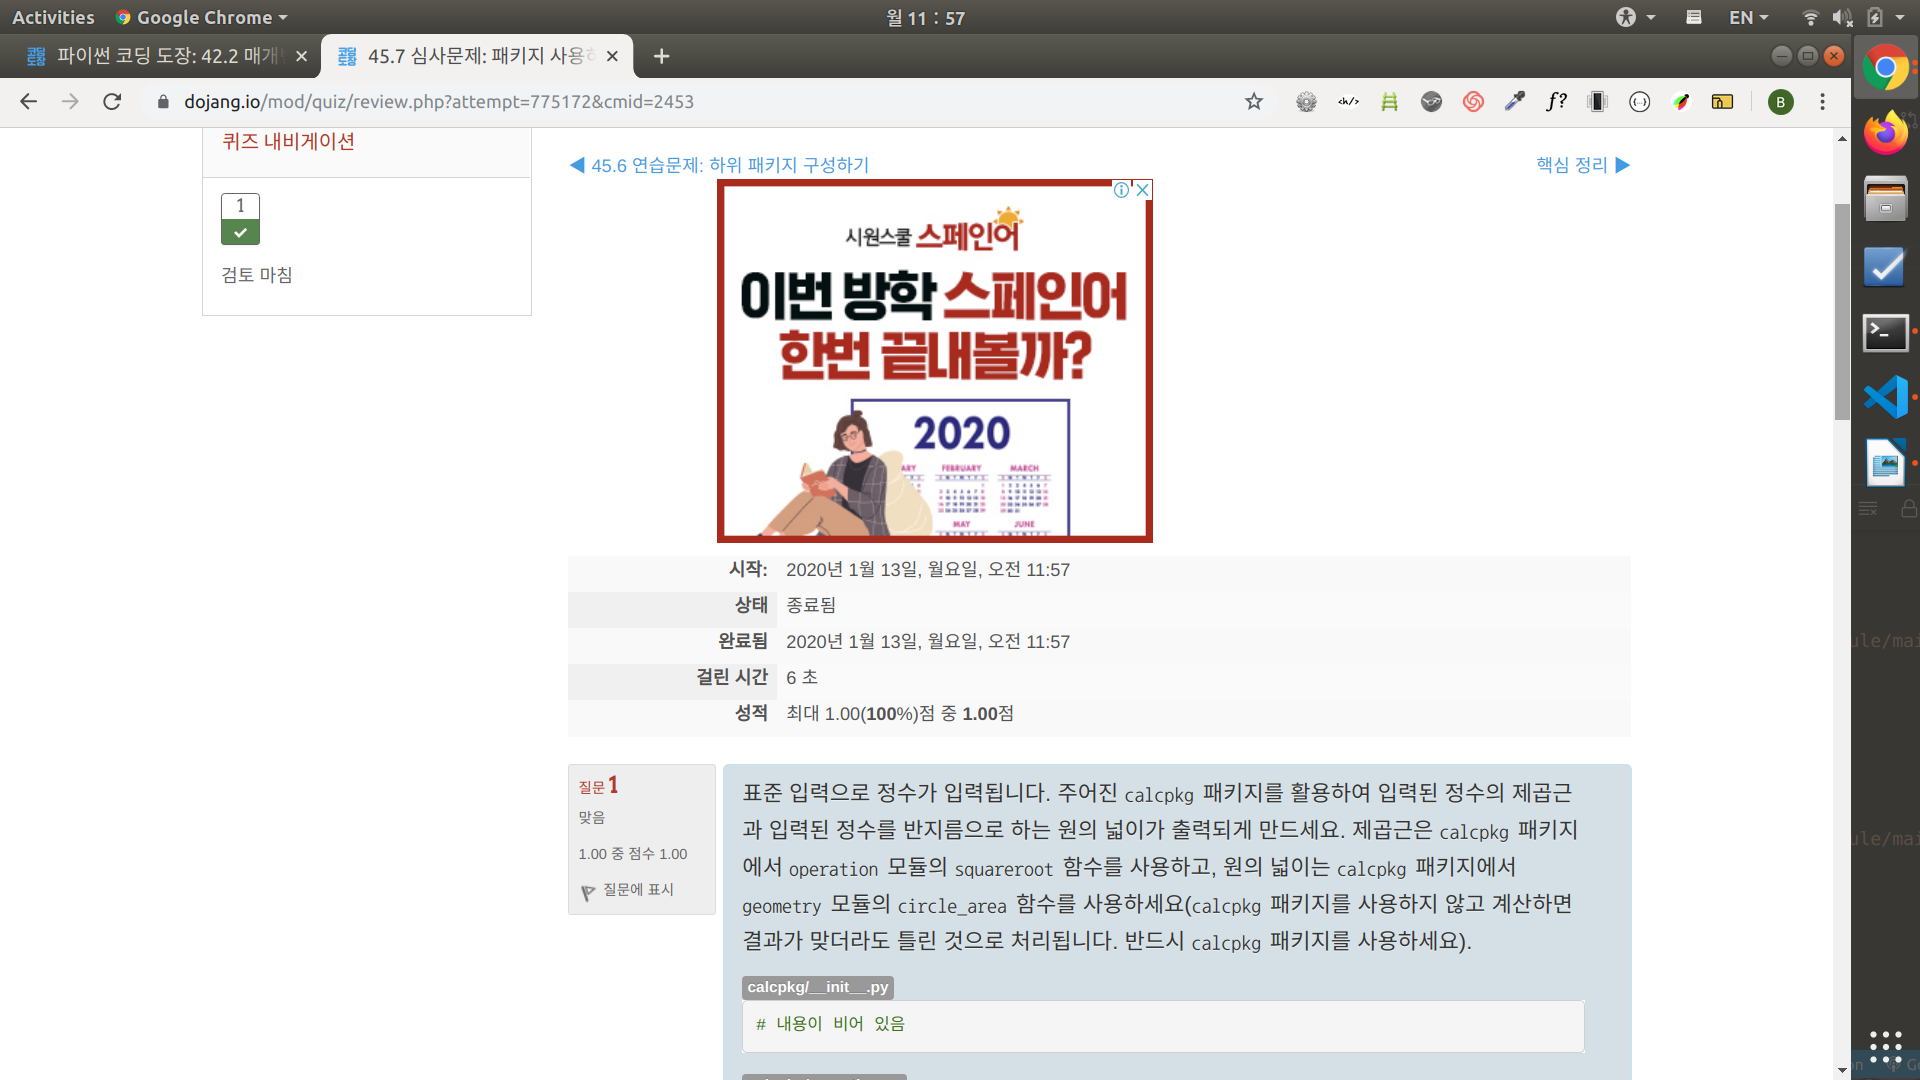 Activities
Google Chrome
월 11 : 57
EN
파이썬 코딩 도장: 42.2 매개
45.7 심사문제: 패키지 사용하
dojang.io/mod/quiz/review.php?attempt=775172&cmid=2453
f?
B
퀴즈 내비게이션
1
검토 마침
◀ 45.6 연습문제: 하위 패키지 구성하기
핵심 정리 ▶
시원스쿨 스페인어
이번 방학 스페인어
한번 끝내볼까?
2020
ARY FEBRUARY MARCH
MAY JUNE
시작: 2020년 1월 13일, 월요일, 오전 11:57
상태 종료됨
완료됨 2020년 1월 13일, 월요일, 오전 11:57
걸린 시간 6 초
성적 최대 1.00(100%)점 중 1.00점
질문 1
맞음
1.00 중 점수 1.00
질문에 표시
표준 입력으로 정수가 입력됩니다. 주어진 calcpkg 패키지를 활용하여 입력된 정수의 제곱근
과 입력된 정수를 반지름으로 하는 원의 넓이가 출력되게 만드세요. 제곱근은 calcpkg 패키지
에서 operation 모듈의 squareroot 함수를 사용하고, 원의 넓이는 calcpkg 패키지에서
geometry 모듈의 circle_area 함수를 사용하세요(calcpkg 패키지를 사용하지 않고 계산하면
결과가 맞더라도 틀린 것으로 처리됩니다. 반드시 calcpkg 패키지를 사용하세요).
calcpkg/__init__.py
# 내용이 비어 있음
ule/mai
ule/mai